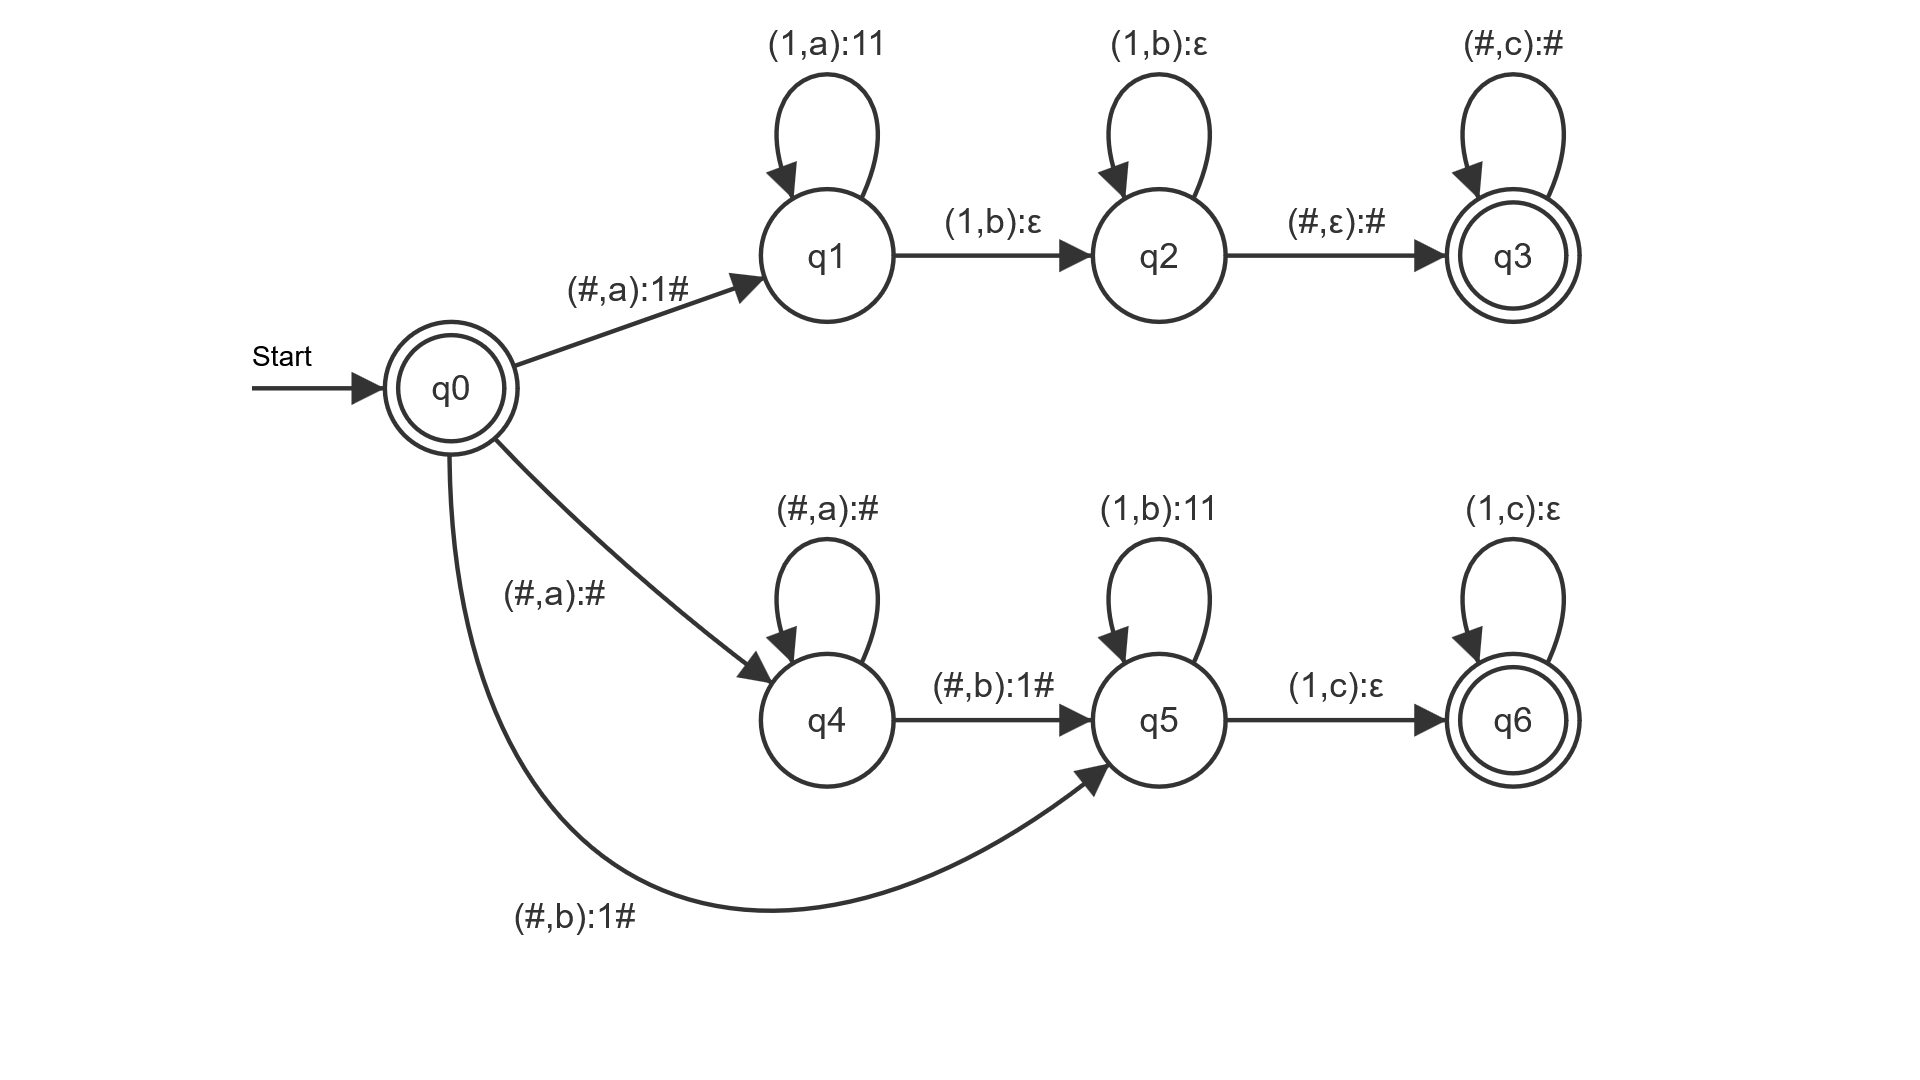 (1,a):11
(1,b):ε
(#,c):#
(1,b):ε
(#,ε):#
q1
q2
q3
(#,a):1#
Start
q0
(#,a):#
(1,b):11
(1,c):ε
(#,a):#
(#,b):1#
(1,c):ε
q4
q5
q6
(#,b):1#